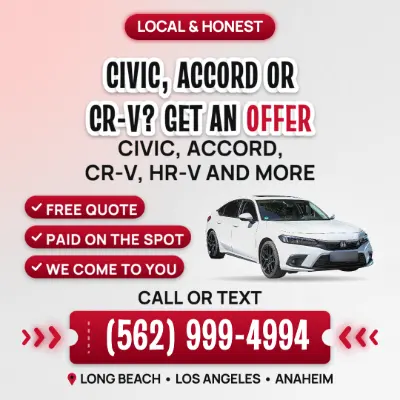 LOCAL & HONEST
CIVIC, ACCORD OR
CR-V? GET AN OFFER
CIVIC, ACCORD,
CR-V, HR-V AND MORE
FREE QUOTE
PAID ON THE SPOT
WE COME TO YOU
CALL OR TEXT
(562) 999-4994
LONG BEACH • LOS ANGELES • ANAHEIM